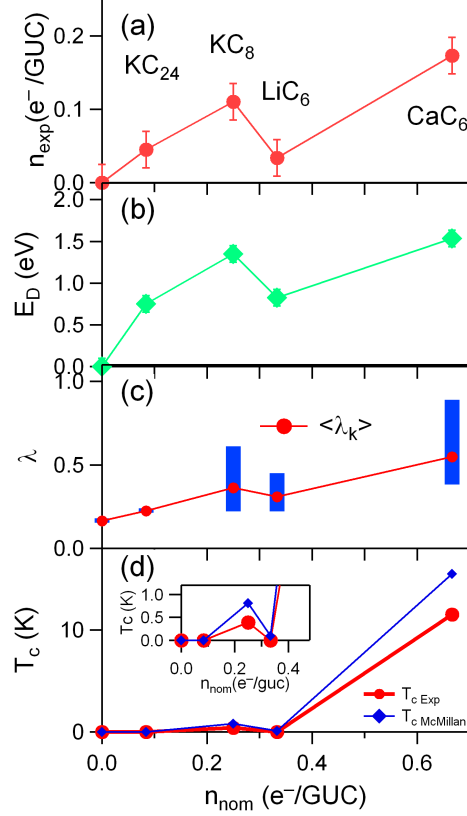 (a)
n_exp(e⁻/GUC)
0.2
0.1
0.0
KC₂₄
KC₈
LiC₆
CaC₆
(b)
E_D (eV)
2.0
1.5
1.0
0.5
0.0
(c)
λ
1.0
0.5
0.0
<λ_k>
(d)
T_c (K)
10
0
Tc (K)
1.0
0.5
0.0
0.0 0.2 0.4
n_nom(e⁻/guc)
T_c Exp
T_c McMillan
0.0 0.2 0.4 0.6
n_nom (e⁻/GUC)